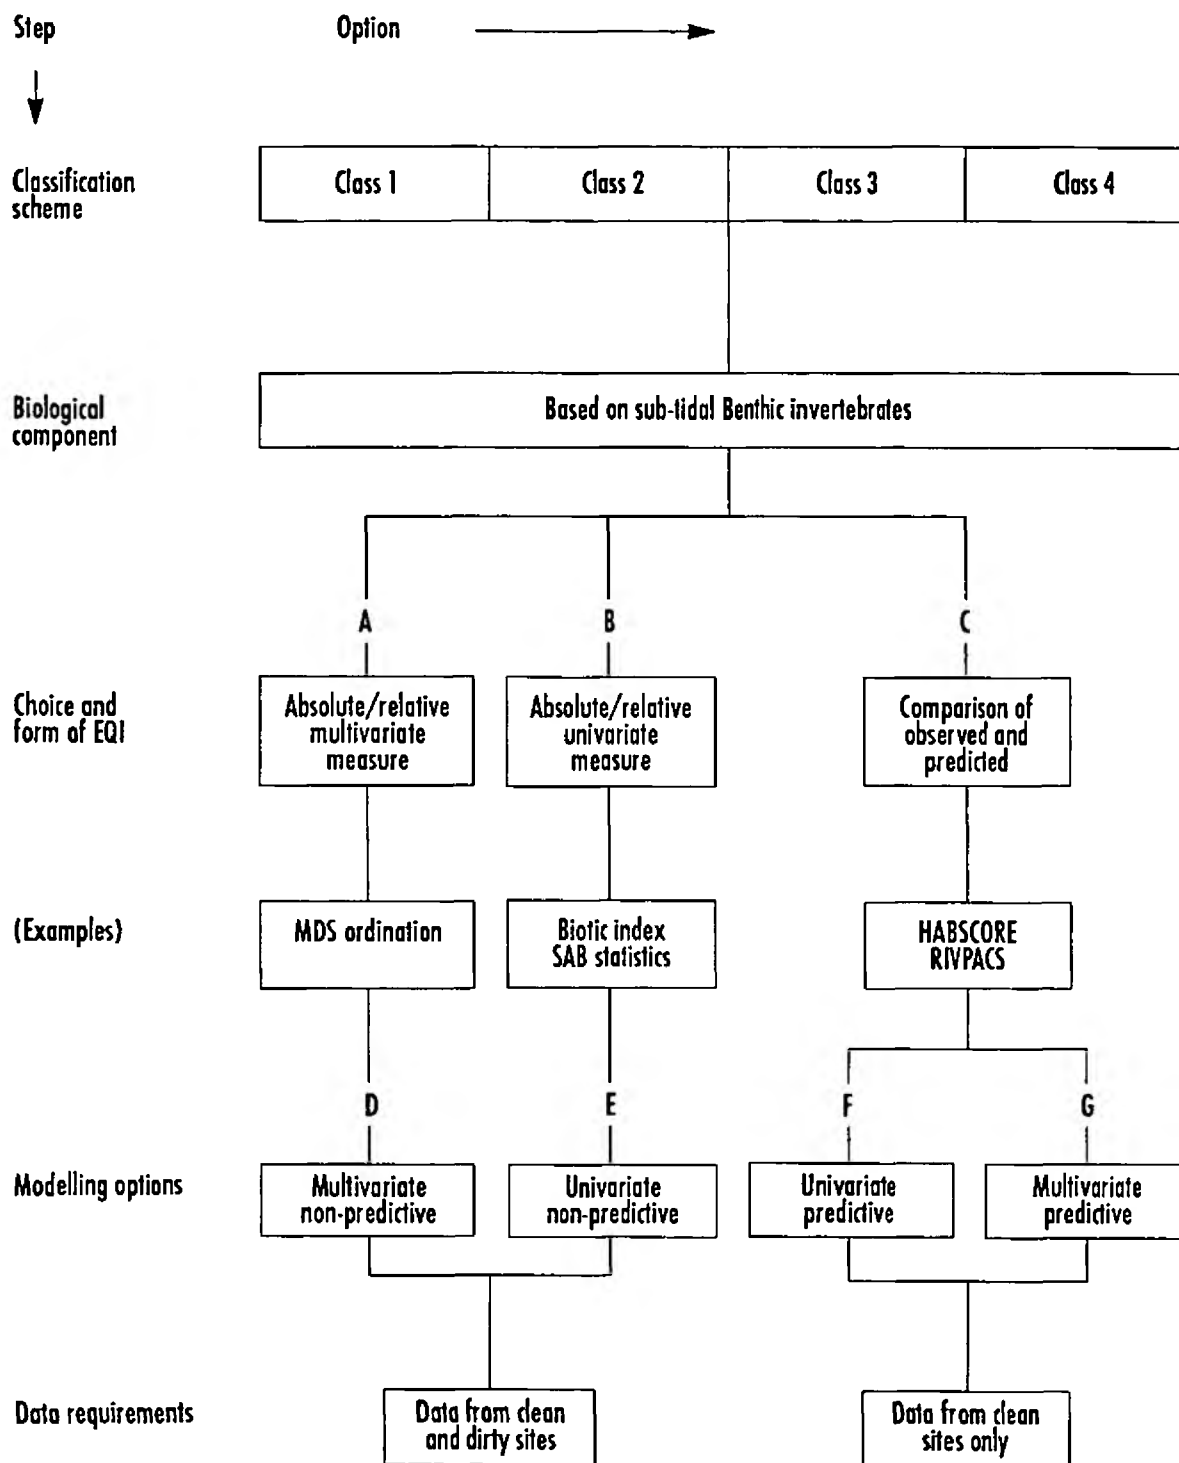 Step
Option
Classification
scheme
Class 1
Class 2
Class 3
Class 4
Biological
component
Based on sub-tidal Benthic invertebrates
A
B
C
Choice and
form of EQI
Absolute/relative
multivariate
measure
Absolute/relative
univariate
measure
Comparison of
observed and
predicted
(Examples)
MDS ordination
Biotic index
SAB statistics
HABSCORE
RIVPACS
D
E
F
G
Modelling options
Multivariate
non-predictive
Univariate
non-predictive
Univariate
predictive
Multivariate
predictive
Data requirements
Data from clean
and dirty sites
Data from clean
sites only